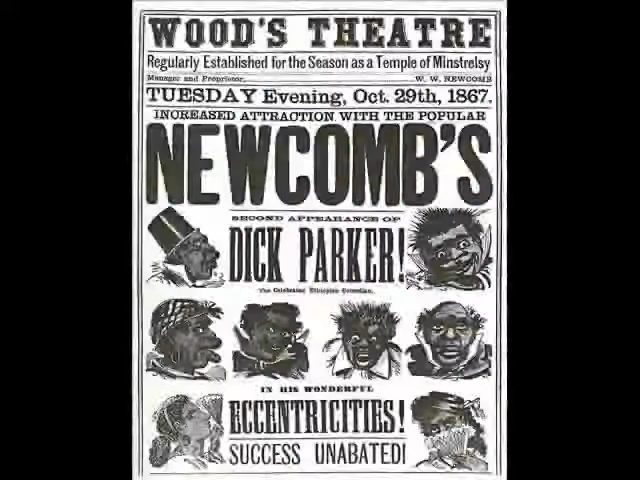 WOOD'S THEATRE
Regularly Established for the Season as a Temple of Minstrelsy
Manager and Proprietor, W. W. NEWCOMB
TUESDAY Evening, Oct. 29th, 1867.
INCREASED ATTRACTION WITH THE POPULAR
NEWCOMB'S
SECOND APPEARANCE OF
DICK PARKER!
The Celebrated Ethiopian Comedian,
IN HIS WONDERFUL
ECCENTRICITIES!
SUCCESS UNABATED!